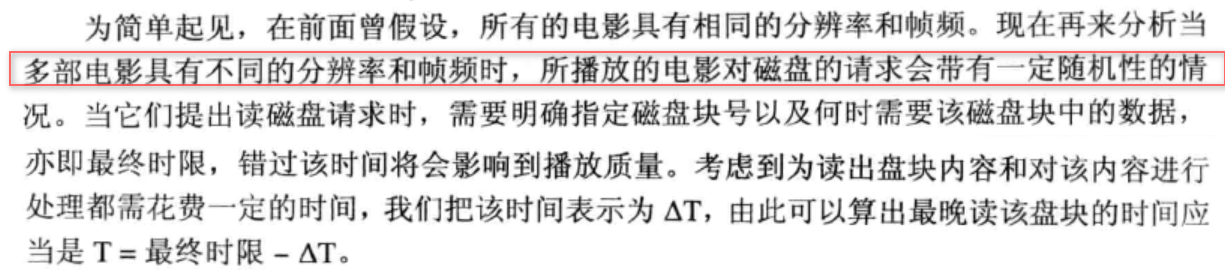 为简单起见，在前面曾假设，所有的电影具有相同的分辨率和帧频。现在再来分析当
多部电影具有不同的分辨率和帧频时，所播放的电影对磁盘的请求会带有一定随机性的情
况。当它们提出读磁盘请求时，需要明确指定磁盘块号以及何时需要该磁盘块中的数据，
亦即最终时限，错过该时间将会影响到播放质量。考虑到为读出盘块内容和对该内容进行
处理都需花费一定的时间，我们把该时间表示为 ΔT，由此可以算出最晚读该盘块的时间应
当是 T = 最终时限 – ΔT。